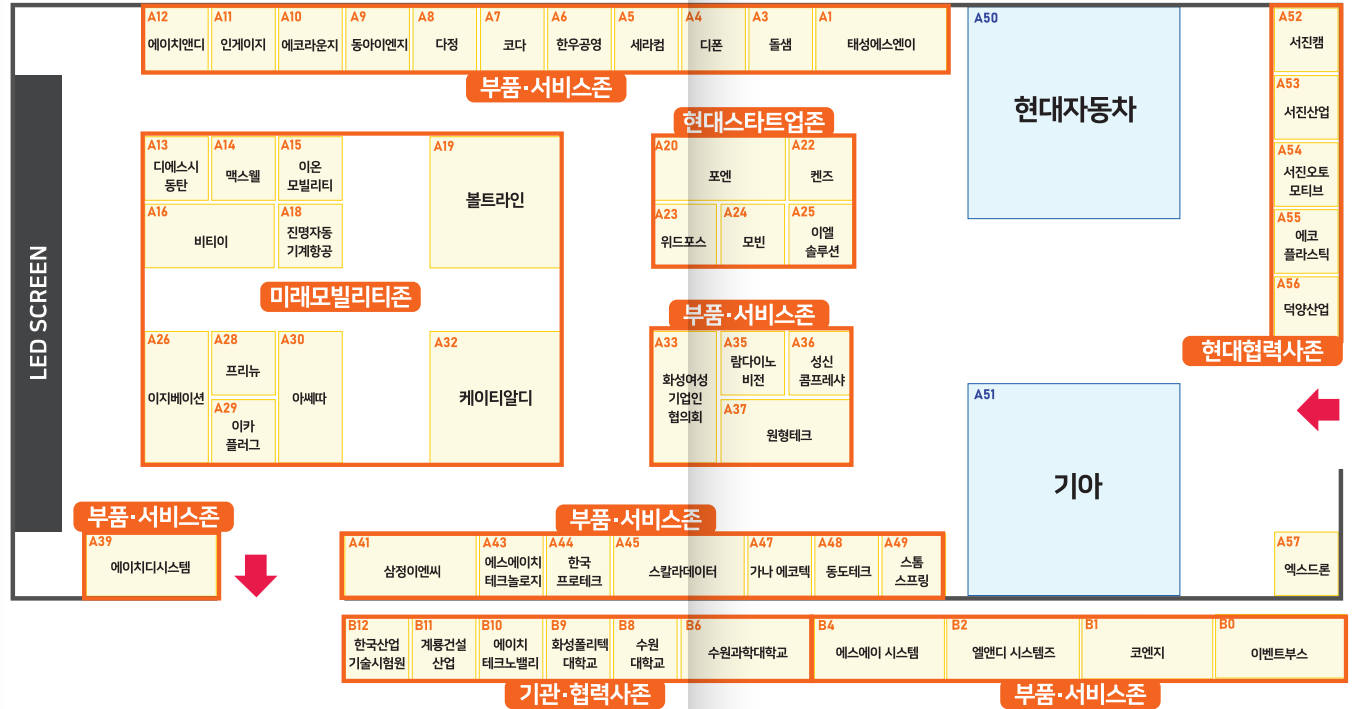 A12
에이치앤디
A11
인게이지
A10
에코라운지
A9
동아이엔지
A8
다정
A7
코다
A6
한우공영
A5
세라컴
A4
디폰
A3
돌샘
A1
태성에스엔이
부품·서비스존
A50
현대자동차
A52
서진캠
A53
서진산업
A54
서진오토
모티브
A55
에코
플라스틱
A56
덕양산업
현대협력사존
LED SCREEN
A13
디에스시
동탄
A14
맥스웰
A15
이온
모빌리티
A16
비티이
A18
진명자동
기계항공
A19
볼트라인
미래모빌리티존
A26
이지베이션
A28
프리뉴
A29
이카
플러그
A30
아쎄따
A32
케이티알디
현대스타트업존
A20
포엔
A22
켄즈
A23
위드포스
A24
모빈
A25
이엘
솔루션
부품·서비스존
A33
화성여성
기업인
협의회
A35
람다이노
비전
A36
성신
콤프레샤
A37
원형테크
A51
기아
부품·서비스존
A39
에이치디시스템
부품·서비스존
A41
삼정이엔씨
A43
에스에이치
테크놀로지
A44
한국
프로테크
A45
스칼라데이터
A47
가나 에코텍
A48
동도테크
A49
스톰
스프링
A57
엑스드론
B12
한국산업
기술시험원
B11
계룡건설
산업
B10
에이치
테크노밸리
B9
화성폴리텍
대학교
B8
수원
대학교
B6
수원과학대학교
B4
에스에이 시스템
B2
엘앤디 시스템즈
B1
코엔지
B0
이벤트부스
기관·협력사존
부품·서비스존